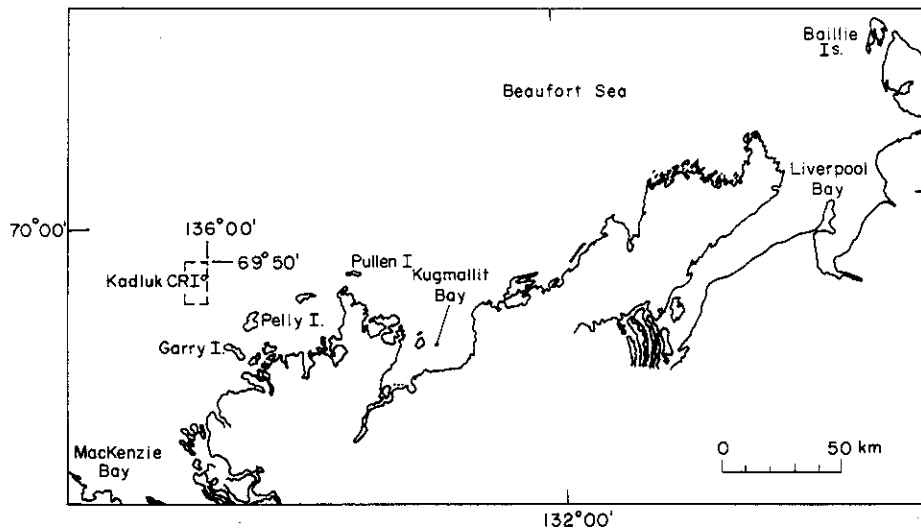 Baillie
Is.
Beaufort Sea
Liverpool
Bay
70°00'
136°00'
69°50'
Kadluk CRI
Pullen I.
Kugmallit
Bay
Pelly I.
Garry I.
MacKenzie
Bay
0 50 km
132°00'